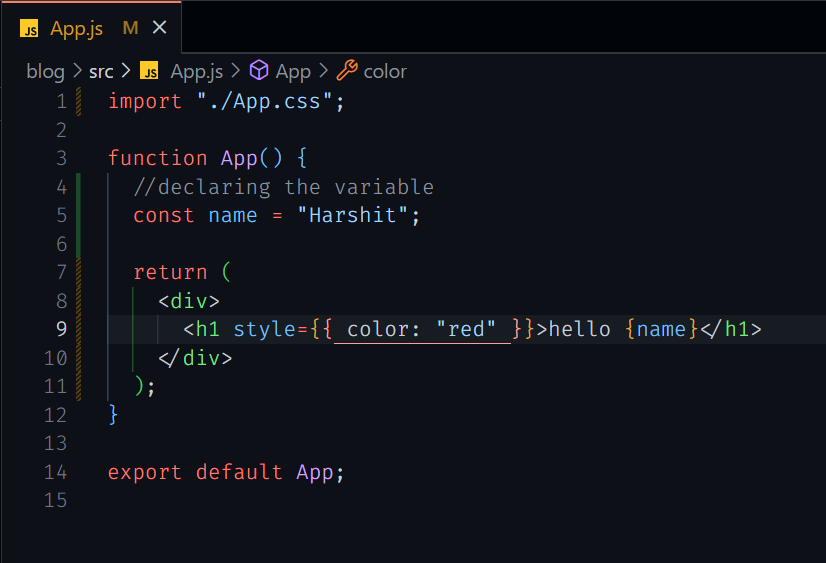 JS App.js M ×
blog > src > JS App.js > App > color
1 import "./App.css";
2
3 function App() {
4   //declaring the variable
5   const name = "Harshit";
6
7   return (
8     <div>
9       <h1 style={{ color: "red" }}>hello {name}</h1>
10     </div>
11   );
12 }
13
14 export default App;
15